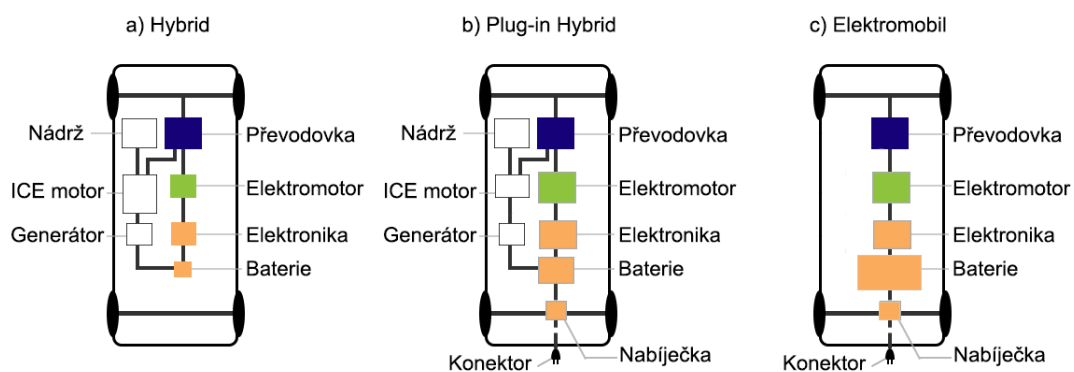 a) Hybrid
Nádrž
Převodovka
ICE motor
Elektromotor
Generátor
Elektronika
Baterie
b) Plug-in Hybrid
Nádrž
Převodovka
ICE motor
Elektromotor
Generátor
Elektronika
Baterie
Nabíječka
Konektor
c) Elektromobil
Převodovka
Elektromotor
Elektronika
Baterie
Nabíječka
Konektor